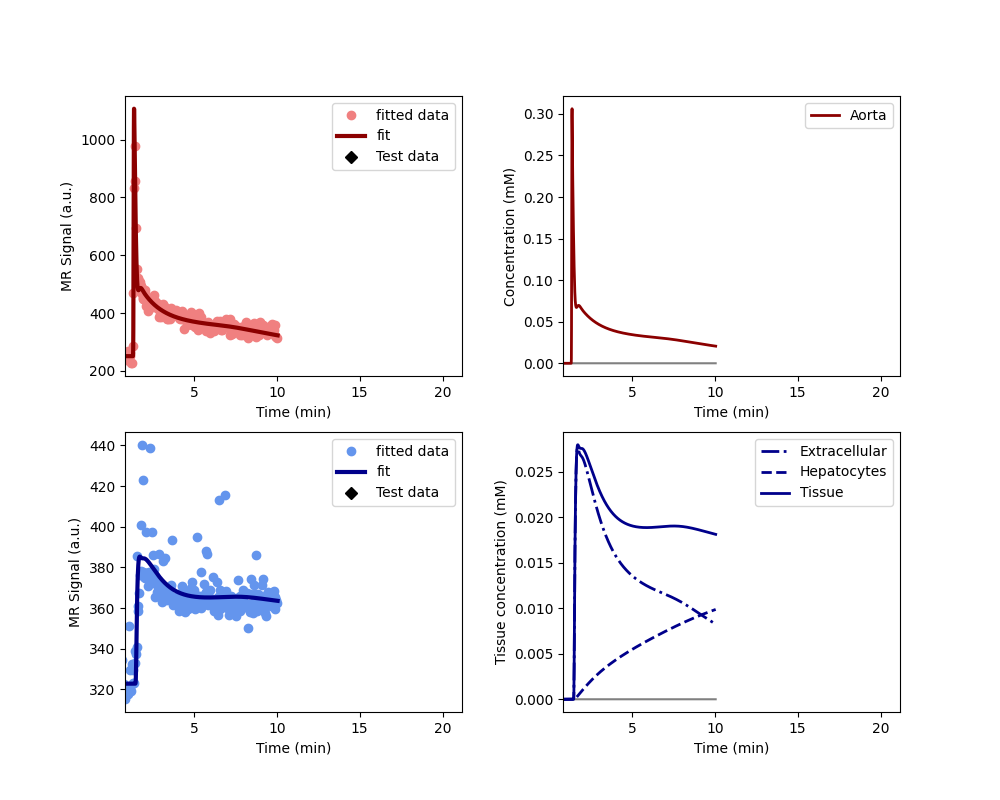 MR Signal (a.u.)
1000
800
600
400
200
5
10
15
20
Time (min)
fitted data
fit
Test data
Concentration (mM)
0.30
0.25
0.20
0.15
0.10
0.05
0.00
5
10
15
20
Time (min)
Aorta
MR Signal (a.u.)
440
420
400
380
360
340
320
5
10
15
20
Time (min)
fitted data
fit
Test data
Tissue concentration (mM)
0.025
0.020
0.015
0.010
0.005
0.000
5
10
15
20
Time (min)
Extracellular
Hepatocytes
Tissue